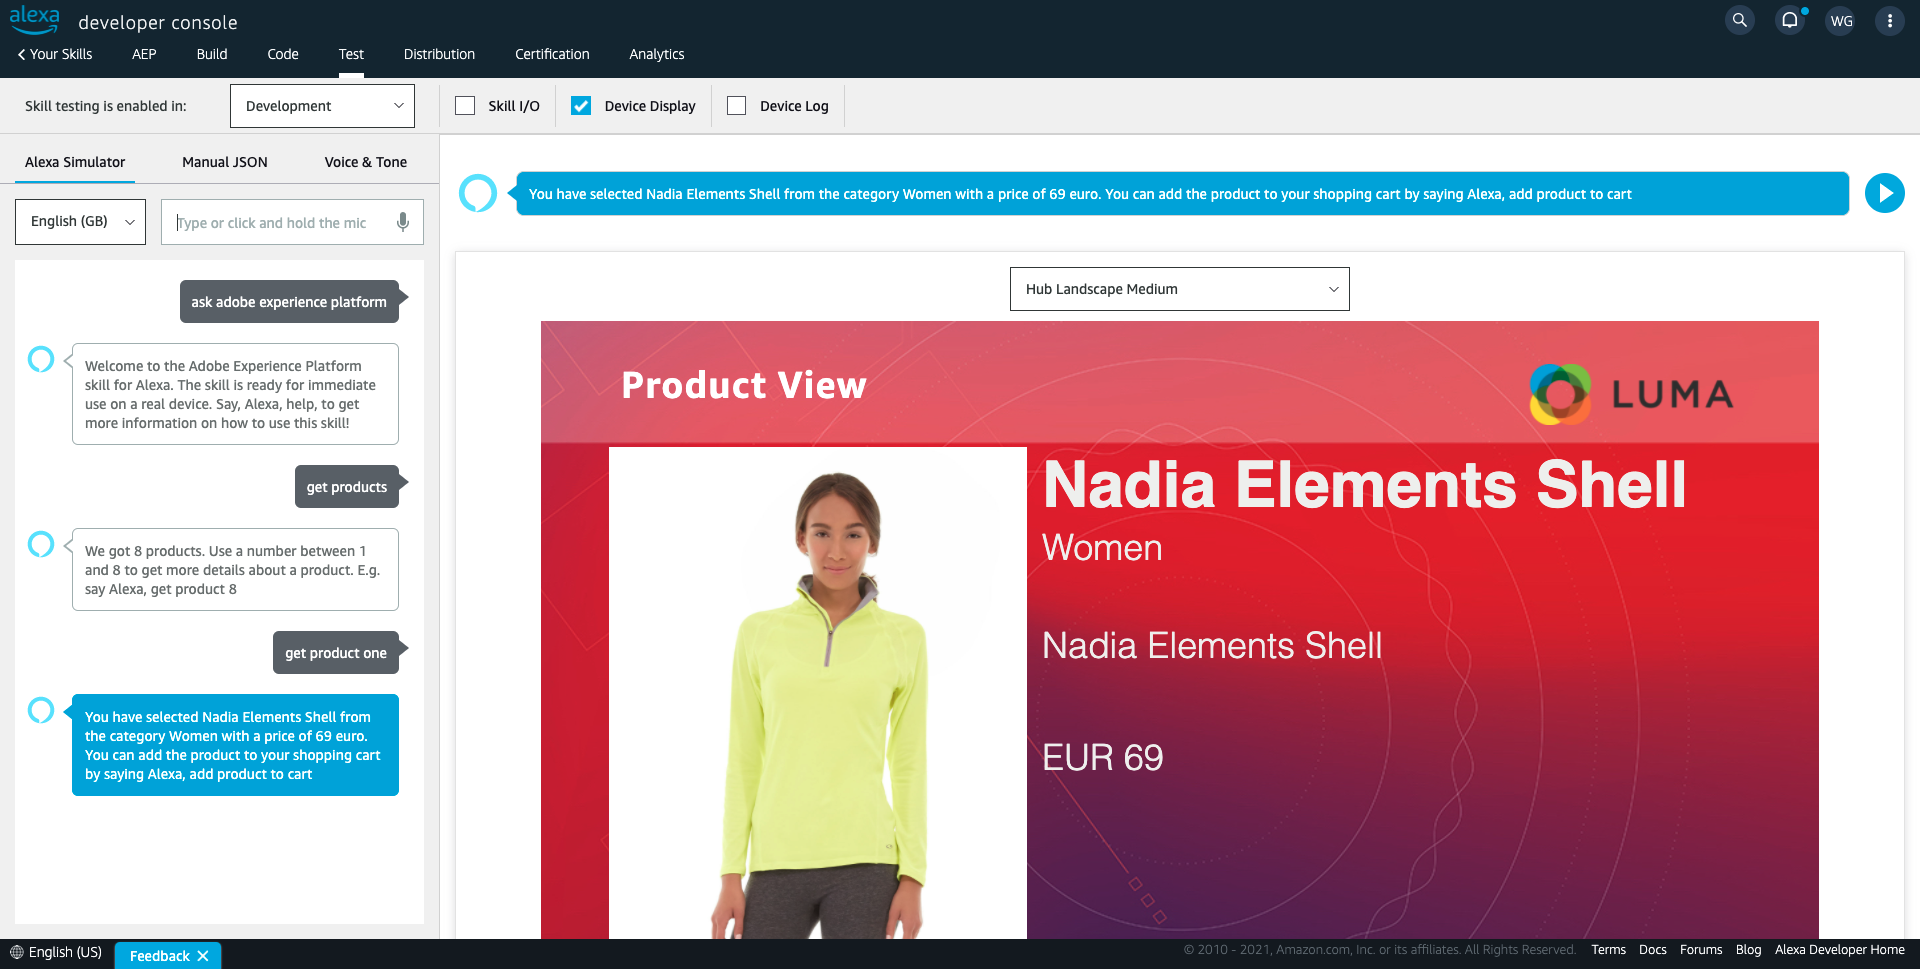 alexa
developer console
WG
Your Skills
AEP
Build
Code
Test
Distribution
Certification
Analytics
Skill testing is enabled in:
Development
Skill I/O
Device Display
Device Log
Alexa Simulator
Manual JSON
Voice & Tone
English (GB)
Type or click and hold the mic
ask adobe experience platform
Welcome to the Adobe Experience Platform
skill for Alexa. The skill is ready for immediate
use on a real device. Say, Alexa, help, to get
more information on how to use this skill!
get products
We got 8 products. Use a number between 1
and 8 to get more details about a product. E.g.
say Alexa, get product 8
get product one
You have selected Nadia Elements Shell from
the category Women with a price of 69 euro.
You can add the product to your shopping cart
by saying Alexa, add product to cart
You have selected Nadia Elements Shell from the category Women with a price of 69 euro. You can add the product to your shopping cart by saying Alexa, add product to cart
Hub Landscape Medium
Product View
LUMA
Nadia Elements Shell
Women
Nadia Elements Shell
EUR 69
English (US)
Feedback
© 2010 - 2021, Amazon.com, Inc. or its affiliates. All Rights Reserved.
Terms
Docs
Forums
Blog
Alexa Developer Home